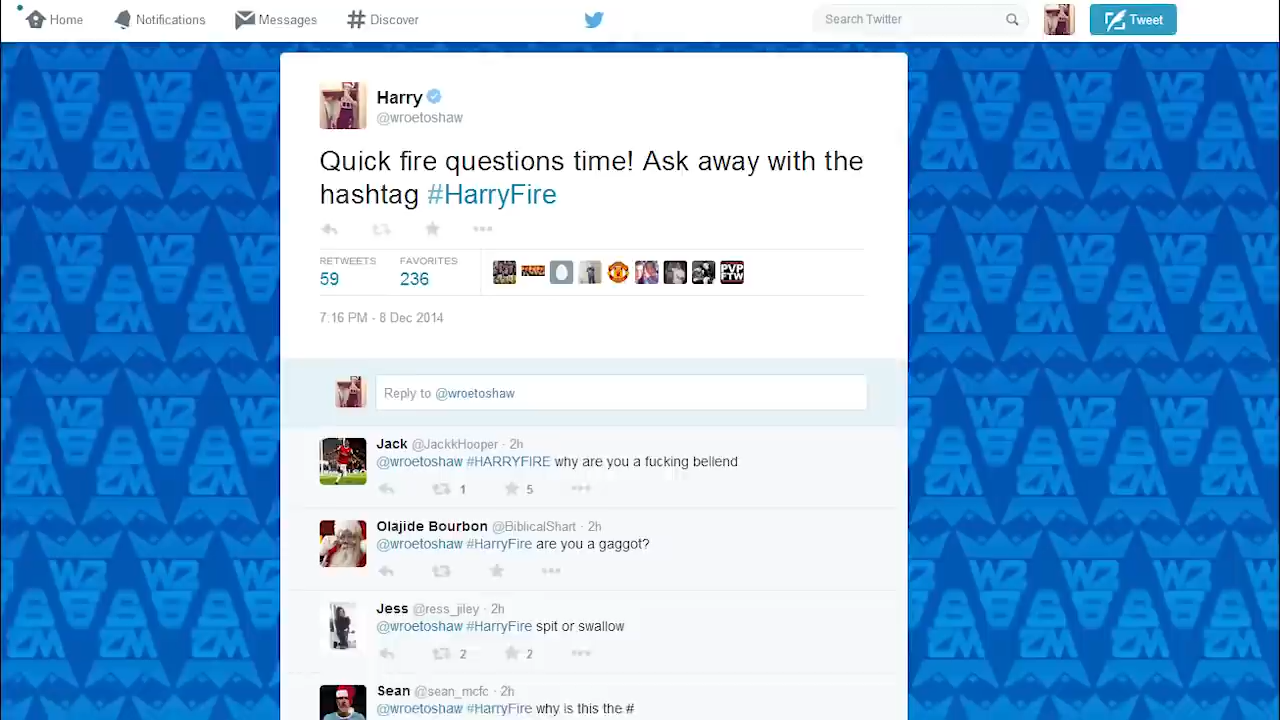 Home Notifications Messages # Discover Search Twitter Tweet
Harry
@wroetoshaw
Quick fire questions time! Ask away with the
hashtag #HarryFire
RETWEETS FAVORITES
59 236
PVP
FTW
7:16 PM - 8 Dec 2014
Reply to @wroetoshaw
Jack @JackkHooper · 2h
@wroetoshaw #HARRYFIRE why are you a fucking bellend
1 5
Olajide Bourbon @BiblicalShart · 2h
@wroetoshaw #HarryFire are you a gaggot?
Jess @ress_jiley · 2h
@wroetoshaw #HarryFire spit or swallow
2 2
Sean @sean_mcfc · 2h
@wroetoshaw #HarryFire why is this the #